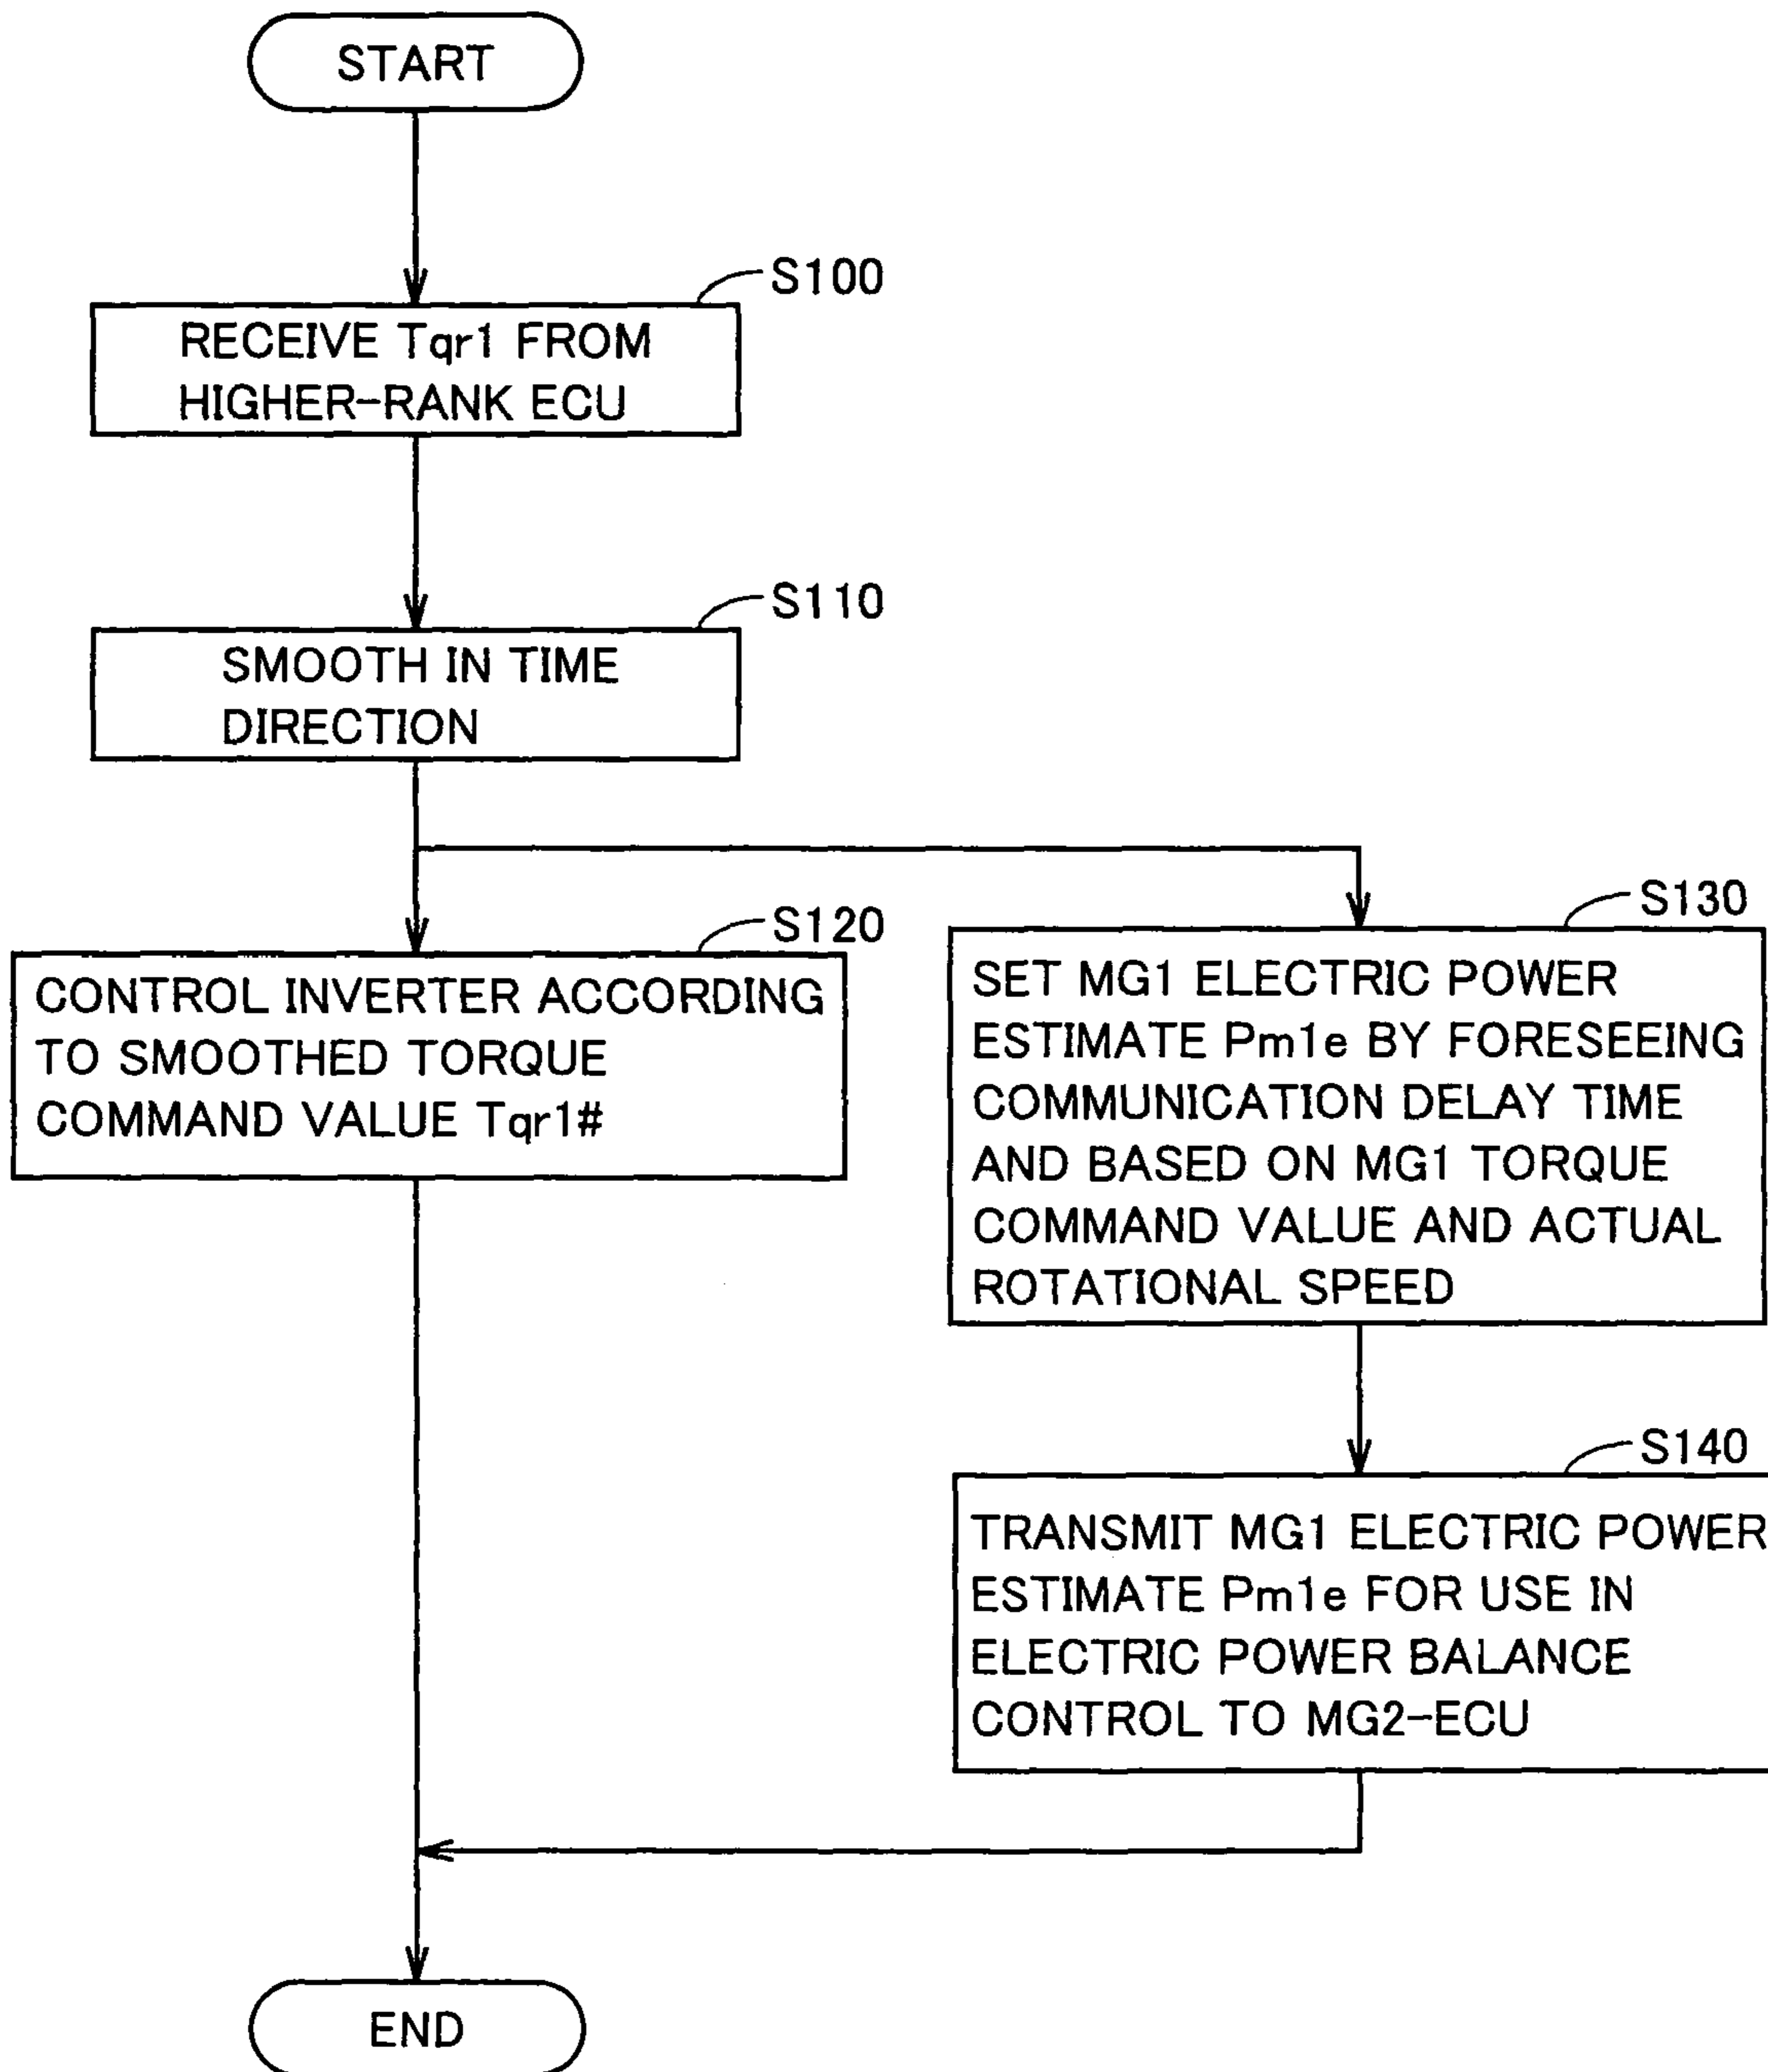 START
S100
RECEIVE Tqr1 FROM
HIGHER-RANK ECU
S110
SMOOTH IN TIME
DIRECTION
S120
CONTROL INVERTER ACCORDING
TO SMOOTHED TORQUE
COMMAND VALUE Tqr1#
S130
SET MG1 ELECTRIC POWER
ESTIMATE Pm1e BY FORESEEING
COMMUNICATION DELAY TIME
AND BASED ON MG1 TORQUE
COMMAND VALUE AND ACTUAL
ROTATIONAL SPEED
S140
TRANSMIT MG1 ELECTRIC POWER
ESTIMATE Pm1e FOR USE IN
ELECTRIC POWER BALANCE
CONTROL TO MG2-ECU
END